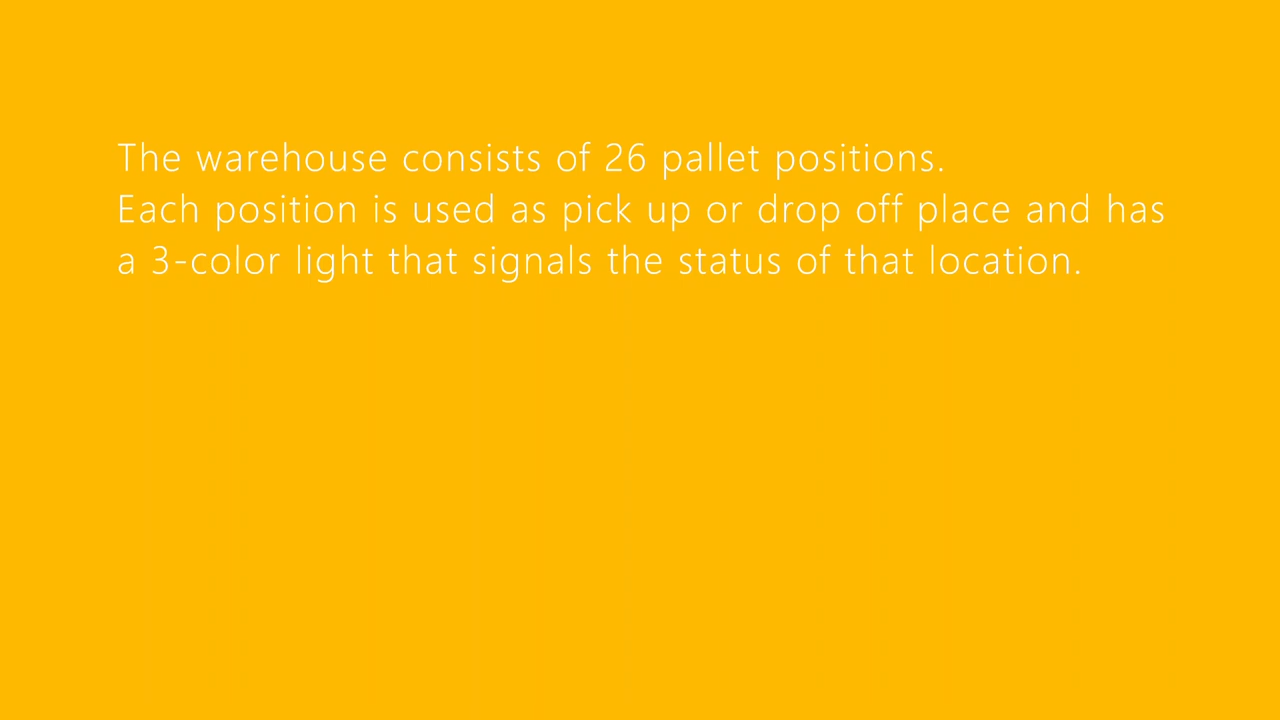 The warehouse consists of 26 pallet positions.
Each position is used as pick up or drop off place and has
a 3-color light that signals the status of that location.